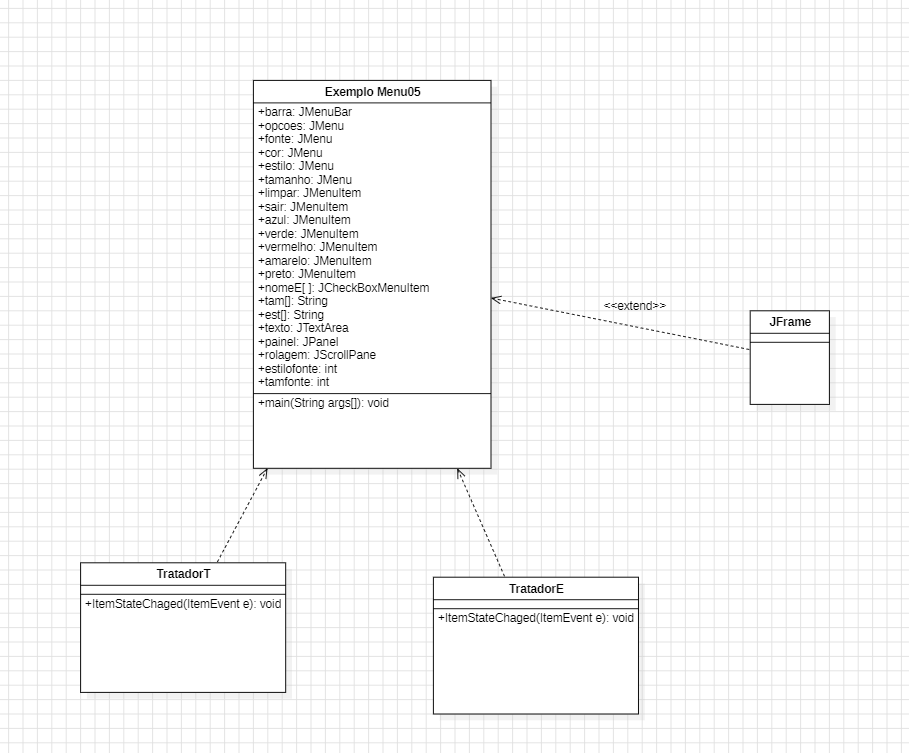 Exemplo Menu05
+barra: JMenuBar
+opcoes: JMenu
+fonte: JMenu
+cor: JMenu
+estilo: JMenu
+tamanho: JMenu
+limpar: JMenuItem
+sair: JMenuItem
+azul: JMenuItem
+verde: JMenuItem
+vermelho: JMenuItem
+amarelo: JMenuItem
+preto: JMenuItem
+nomeE[ ]: JCheckBoxMenuItem
+tam[]: String
+est[]: String
+texto: JTextArea
+painel: JPanel
+rolagem: JScrollPane
+estilofonte: int
+tamfonte: int
+main(String args[]): void
<<extend>>
JFrame
TratadorT
+ItemStateChaged(ItemEvent e): void
TratadorE
+ItemStateChaged(ItemEvent e): void